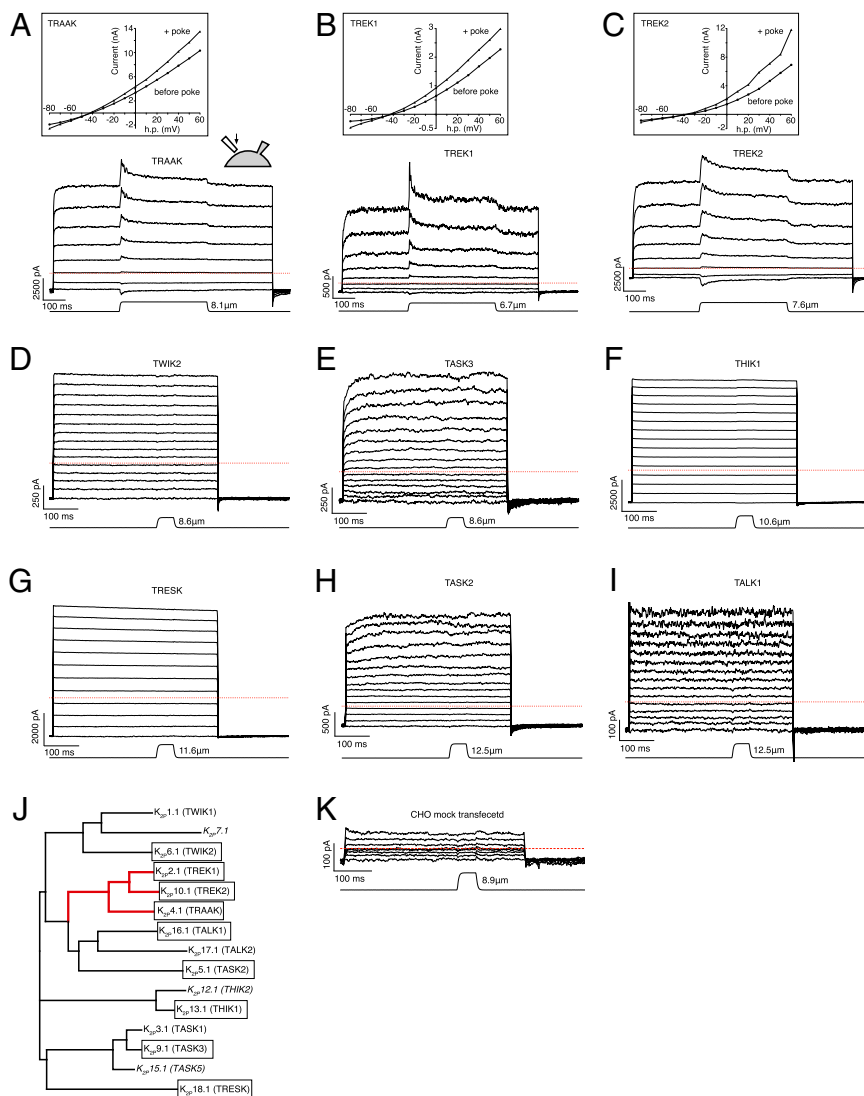 A
TRAAK
Current (nA)
14
12
10
8
6
4
2
0
-2
+ poke
before poke
-80
-60
-40
-20
0
20
40
60
h.p. (mV)
B
TREK1
Current (nA)
3
2
1
-0.5
+ poke
before poke
-80
-60
-40
-20
0
20
40
60
h.p. (mV)
C
TREK2
Current (nA)
12
8
4
0
-2
+ poke
before poke
-80
-60
-40
-20
0
20
40
60
h.p. (mV)
TRAAK
2500 pA
100 ms
8.1µm
TREK1
500 pA
100 ms
6.7µm
TREK2
2500 pA
100 ms
7.6µm
D
TWIK2
250 pA
100 ms
8.6µm
E
TASK3
250 pA
100 ms
8.6µm
F
THIK1
2500 pA
100 ms
10.6µm
G
TRESK
2000 pA
100 ms
11.6µm
H
TASK2
500 pA
100 ms
12.5µm
I
TALK1
100 pA
100 ms
12.5µm
J
K2P1.1 (TWIK1)
K2P7.1
K2P6.1 (TWIK2)
K2P2.1 (TREK1)
K2P10.1 (TREK2)
K2P4.1 (TRAAK)
K2P16.1 (TALK1)
K2P17.1 (TALK2)
K2P5.1 (TASK2)
K2P12.1 (THIK2)
K2P13.1 (THIK1)
K2P3.1 (TASK1)
K2P9.1 (TASK3)
K2P15.1 (TASK5)
K2P18.1 (TRESK)
K
CHO mock transfecetd
100 pA
100 ms
8.9µm